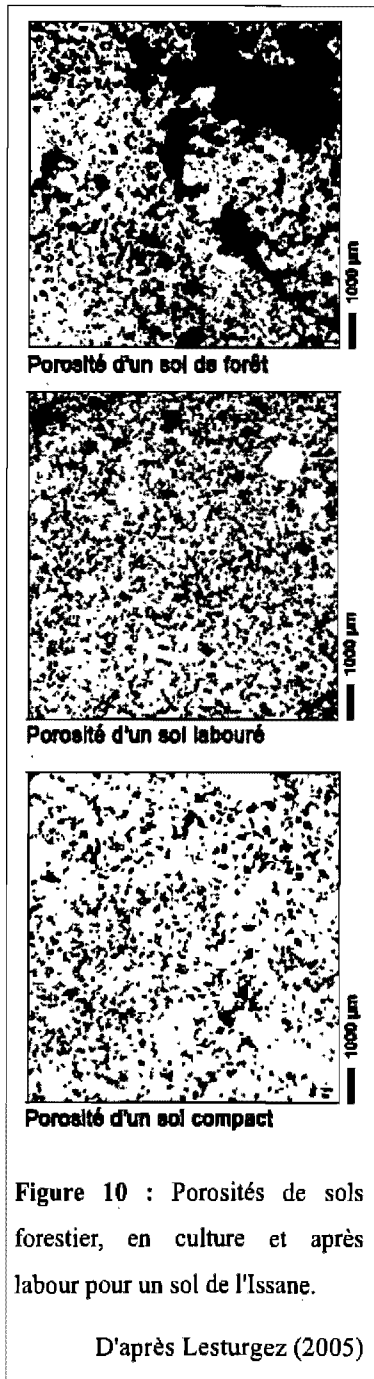 1000 µm
Porosité d'un sol de forêt
1000 µm
Porosité d'un sol labouré
1000 µm
Porosité d'un sol compact
Figure 10 : Porosités de sols
forestier, en culture et après
labour pour un sol de l'Issane.
D'après Lesturgez (2005)